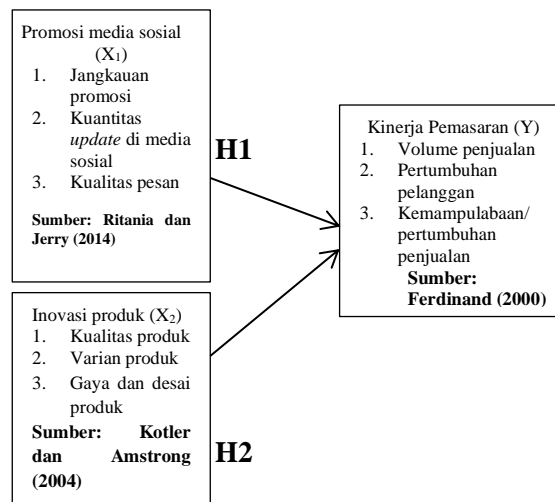 Promosi media sosial
(X₁)
1. Jangkauan
promosi
2. Kuantitas
update di media
sosial
3. Kualitas pesan
Sumber: Ritania dan
Jerry (2014)
H1
Kinerja Pemasaran (Y)
1. Volume penjualan
2. Pertumbuhan
pelanggan
3. Kemampulabaan/
pertumbuhan
penjualan
Sumber:
Ferdinand (2000)
Inovasi produk (X₂)
1. Kualitas produk
2. Varian produk
3. Gaya dan desai
produk
Sumber: Kotler
dan Amstrong
(2004)
H2